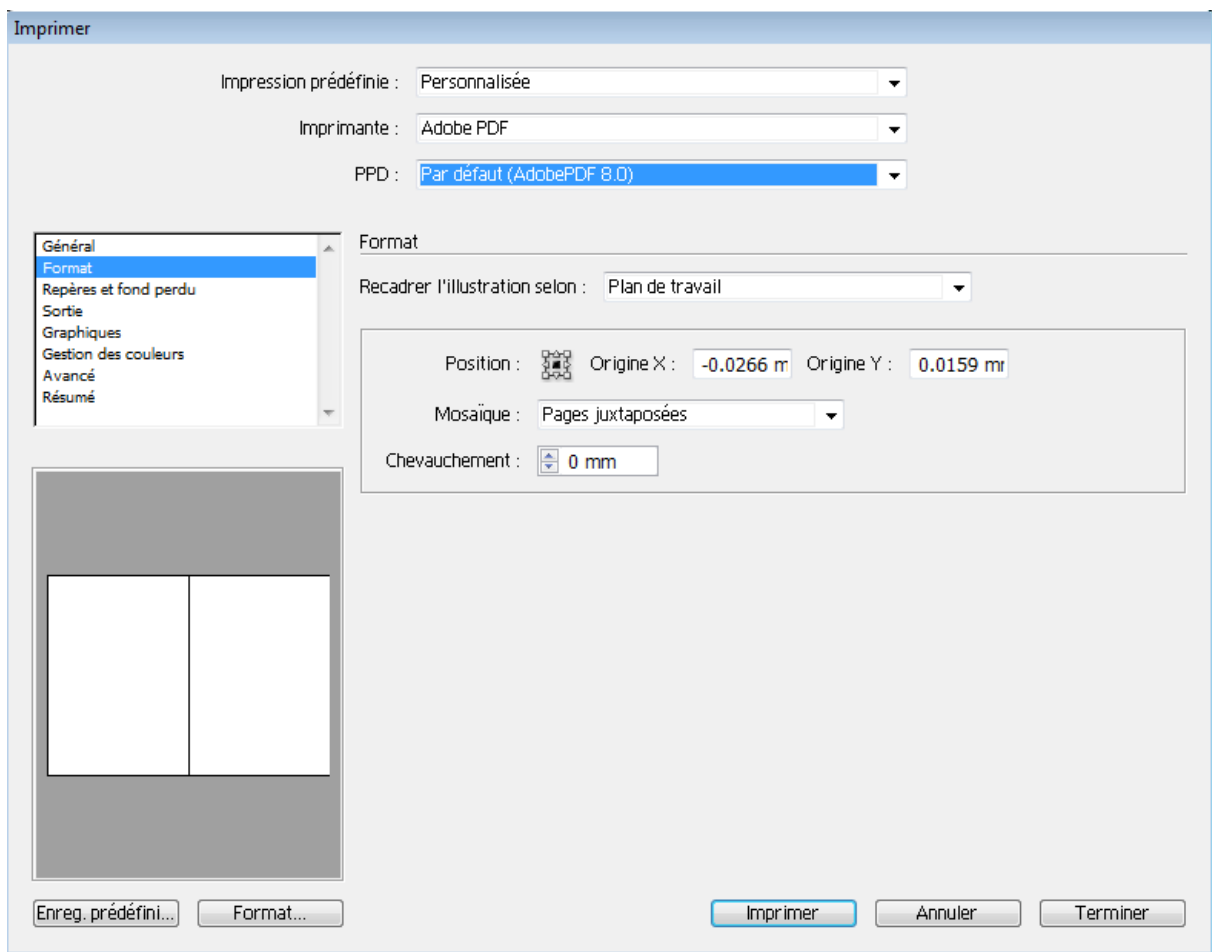 Imprimer
Impression prédéfinie : Personnalisée
Imprimante : Adobe PDF
PPD : Par défaut (AdobePDF 8.0)
Général
Format
Repères et fond perdu
Sortie
Graphiques
Gestion des couleurs
Avancé
Résumé
Format
Recadrer l'illustration selon : Plan de travail
Position : Origine X : -0.0266 m Origine Y : 0.0159 mr
Mosaïque : Pages juxtaposées
Chevauchement : 0 mm
Enreg. prédéfini... Format... Imprimer Annuler Terminer